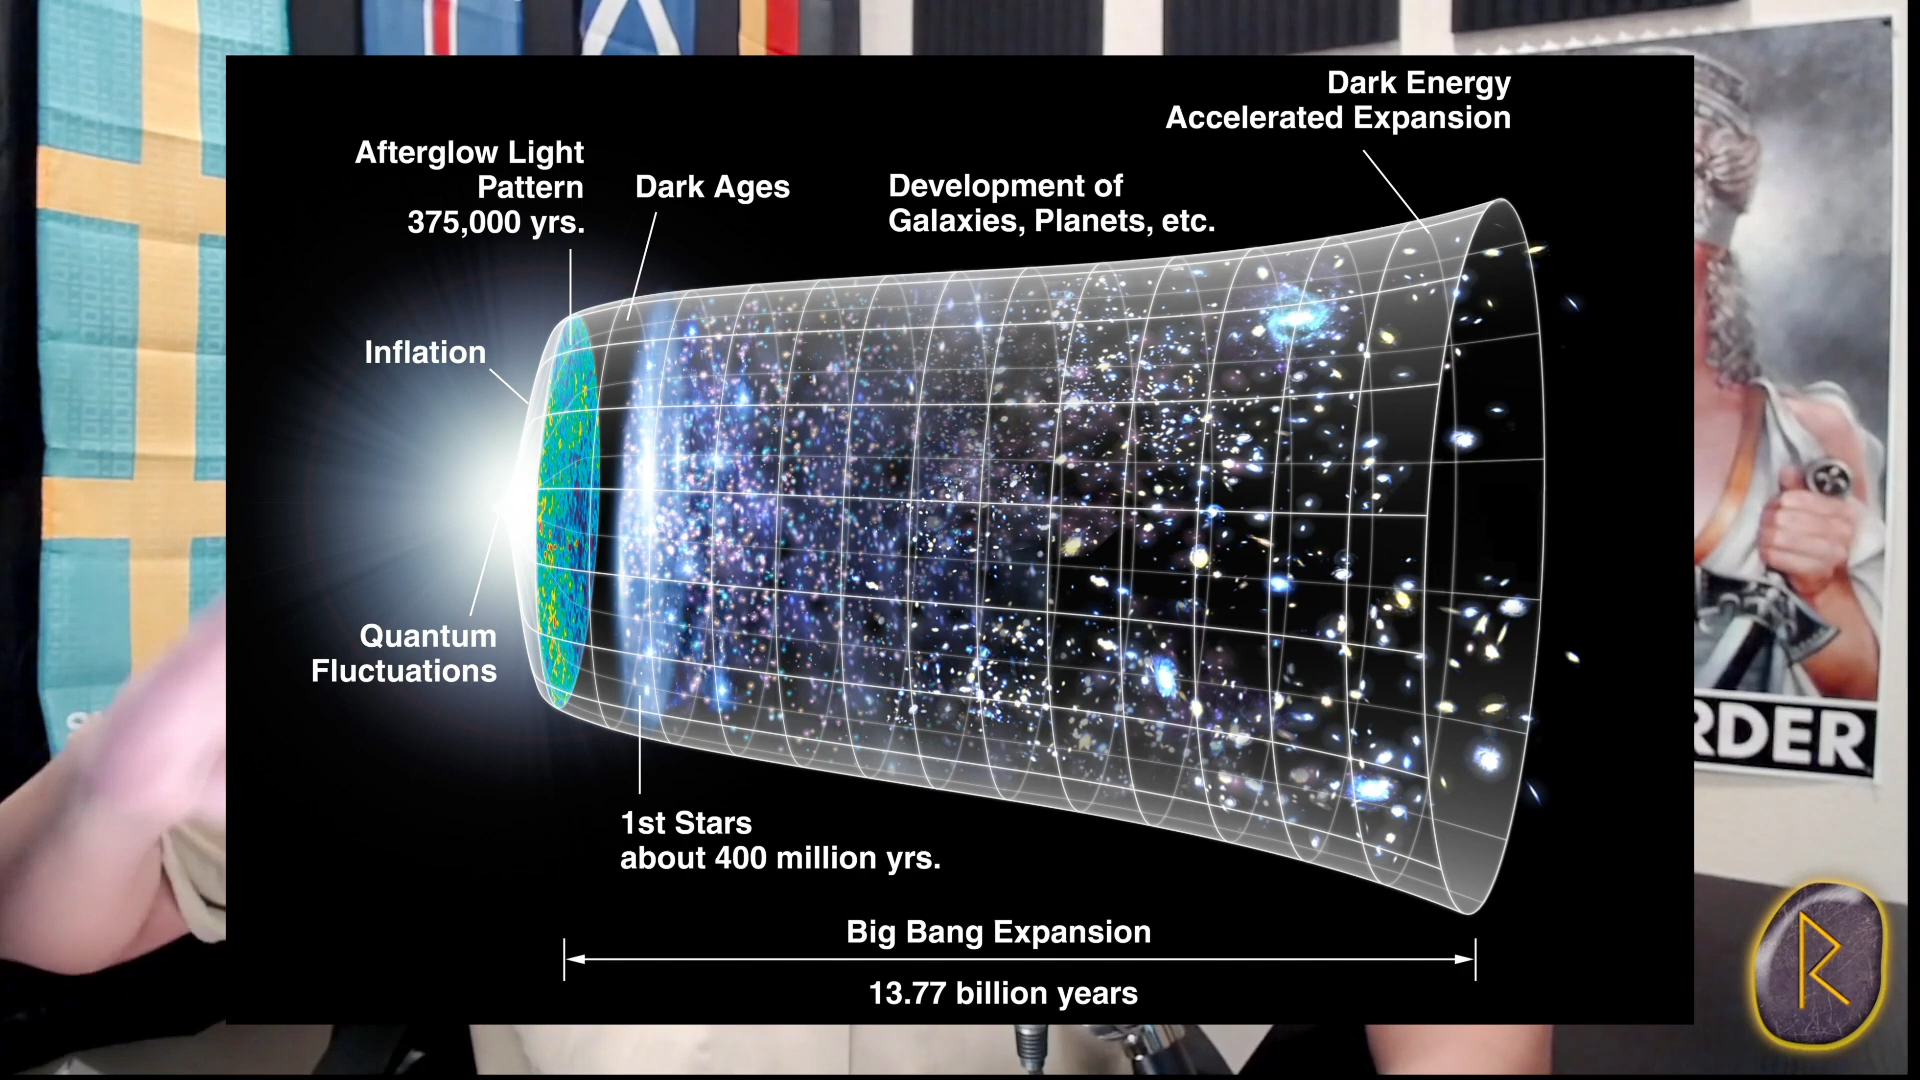 Dark Energy
Accelerated Expansion
Afterglow Light
Pattern
375,000 yrs.
Dark Ages
Development of
Galaxies, Planets, etc.
Inflation
Quantum
Fluctuations
1st Stars
about 400 million yrs.
Big Bang Expansion
13.77 billion years
RDER
ᚱ